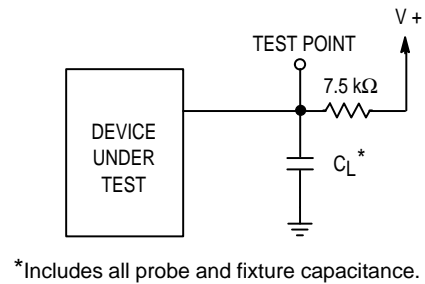 V +
TEST POINT
7.5 kΩ
DEVICE
UNDER
TEST
CL*
*Includes all probe and fixture capacitance.